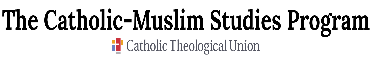 The Catholic-Muslim Studies Program
Catholic Theological Union